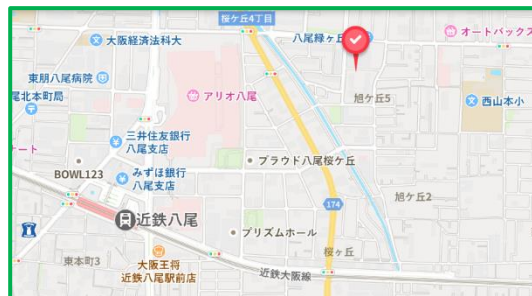 桜ケ丘4丁目
大阪経済法科大
八尾緑ヶ丘
オートバックス
東朋八尾病院
尾北本町局
アリオ八尾
旭ケ丘5
西山本小
三井住友銀行
八尾支店
プラウド八尾桜ケ丘
BOWL123
みずほ銀行
八尾支店
旭ケ丘2
174
近鉄八尾
プリズムホール
東本町3
大阪王将
近鉄八尾駅前店
近鉄大阪線
桜ヶ丘